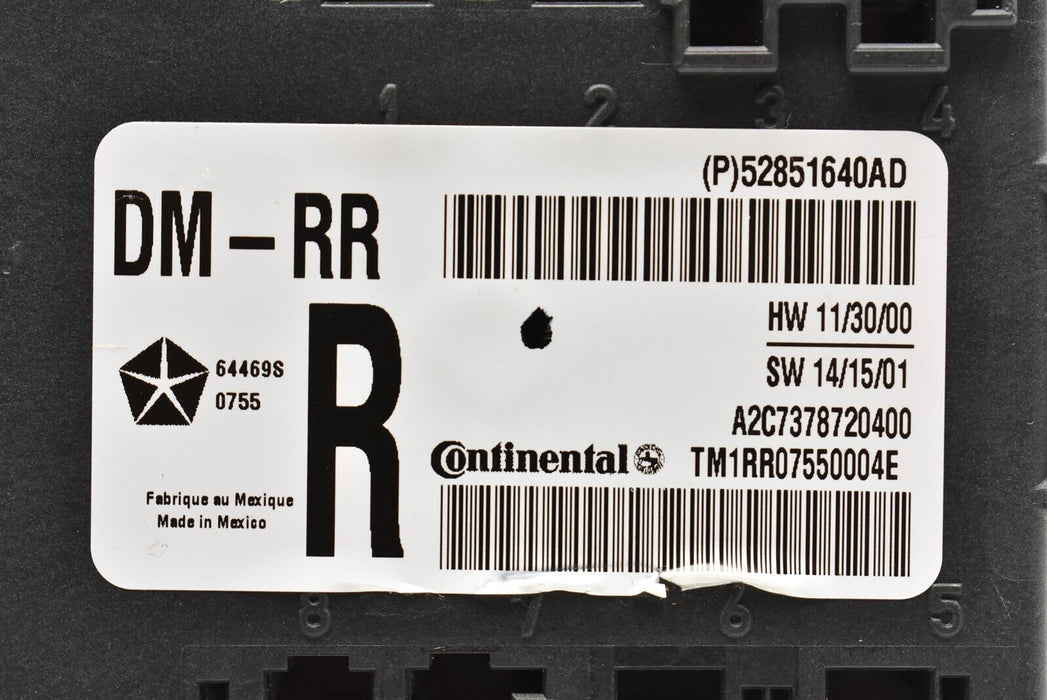 1 2 3 4
(P)52851640AD
DM-RR
HW 11/30/00
SW 14/15/01
64469S
0755
R
A2C7378720400
Continental
TM1RR07550004E
Fabrique au Mexique
Made in Mexico
8 7 6 5